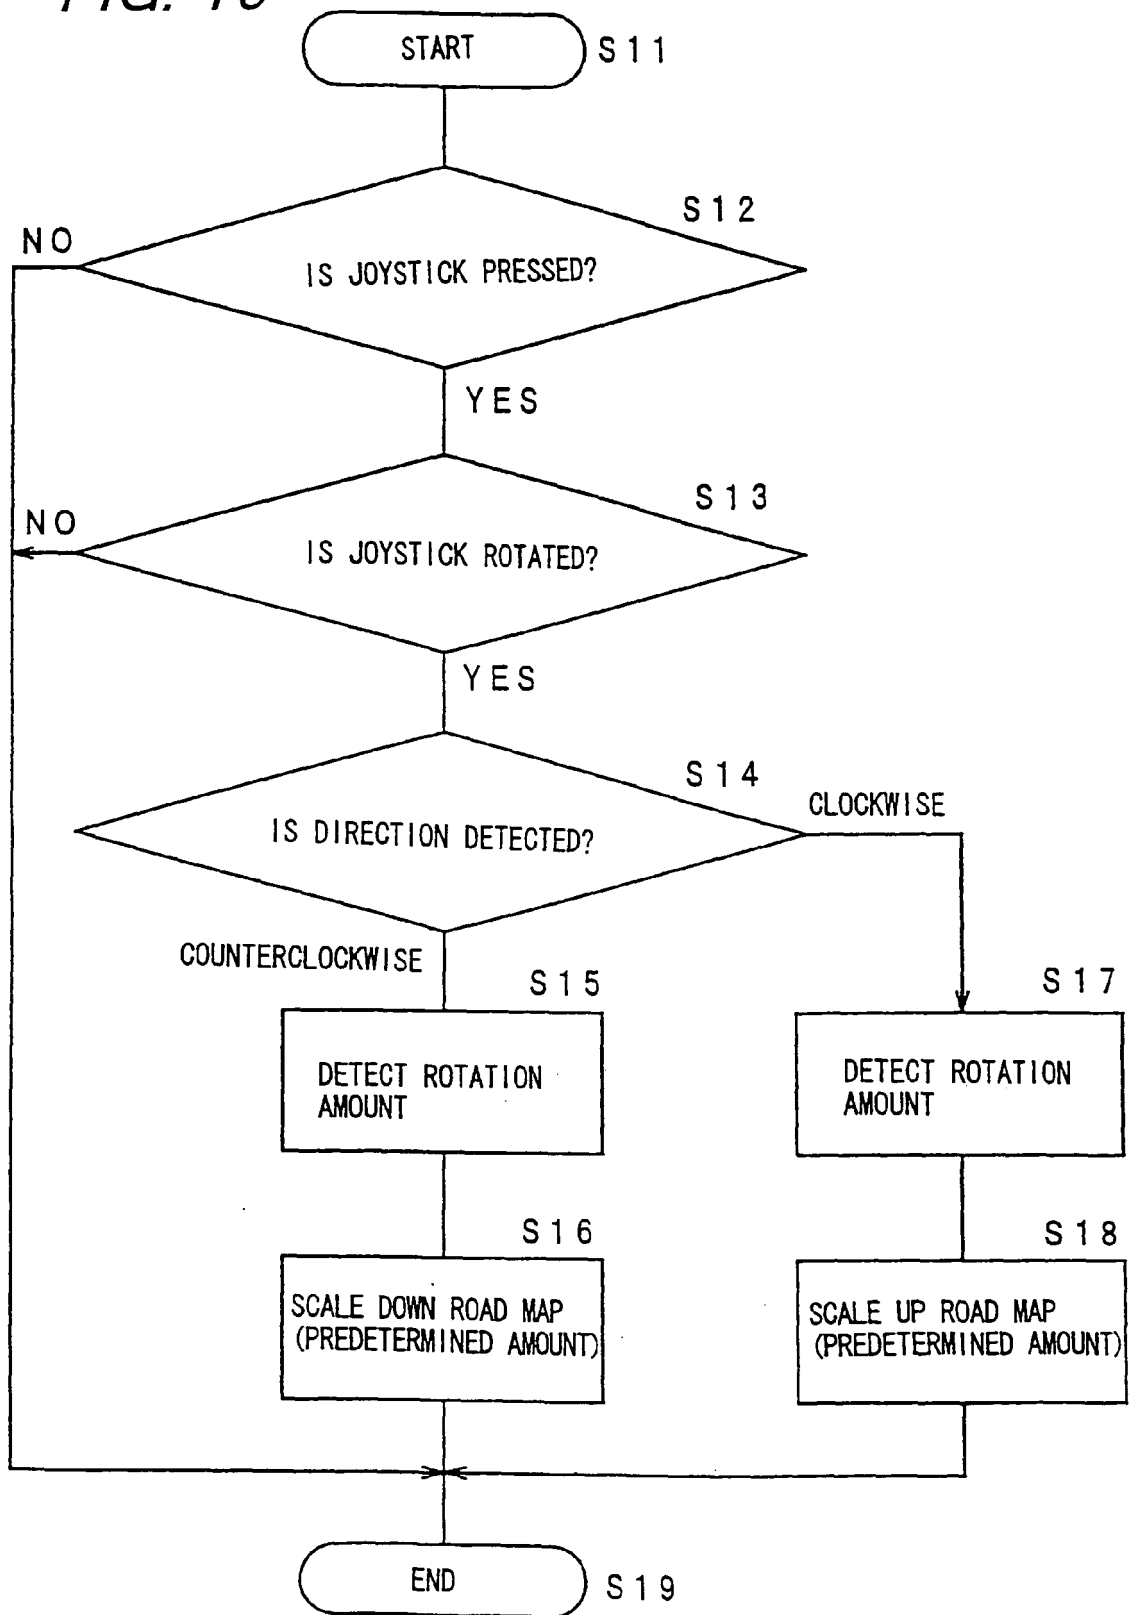 START S11
S12
NO
IS JOYSTICK PRESSED?
YES
S13
NO
IS JOYSTICK ROTATED?
YES
S14
CLOCKWISE
IS DIRECTION DETECTED?
COUNTERCLOCKWISE
S15
S17
DETECT ROTATION
AMOUNT
DETECT ROTATION
AMOUNT
S16
S18
SCALE DOWN ROAD MAP
(PREDETERMINED AMOUNT)
SCALE UP ROAD MAP
(PREDETERMINED AMOUNT)
END S19